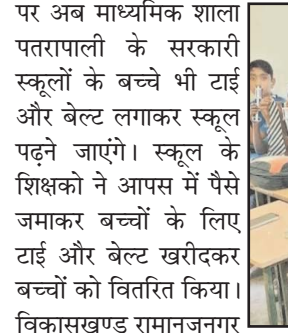 पर अब माध्यमिक शाला
पतरापाली के सरकारी
स्कूलों के बच्चे भी टाई
और बेल्ट लगाकर स्कूल
पढ़ने जाएंगे। स्कूल के
शिक्षको ने आपस में पैसे
जमाकर बच्चों के लिए
टाई और बेल्ट खरीदकर
बच्चों को वितरित किया।
विकासखण्ड रामानुजनगर